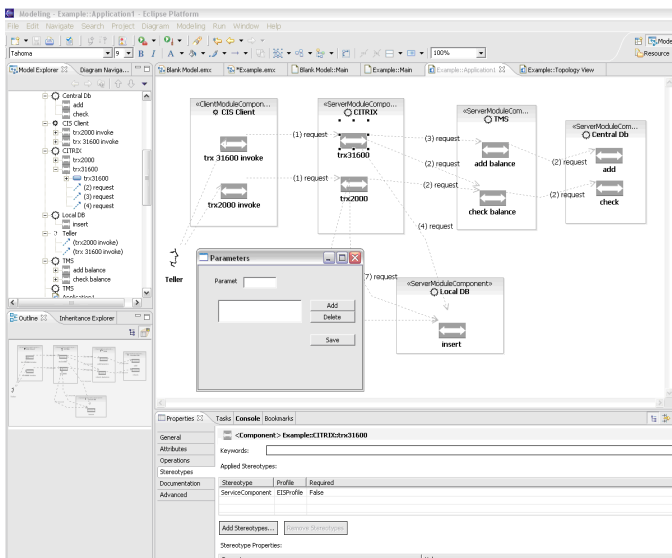 Modeling - Example::Application1 - Eclipse Platform
File Edit Navigate Search Project Diagram Modeling Run Window Help
Tahoma 9 B I A 100%
Resource
Model Explorer Diagram Naviga...
Blank Model.emx *Example.emx Blank Model::Main Example::Main Example::Application1 Example::Topology View
Central Db
add
check
CIS Client
trx2000 invoke
trx 31600 invoke
CITRIX
trx2000
trx31600
trx31600
(2) request
(3) request
(4) request
Local DB
insert
Teller
(trx2000 invoke)
(trx 31600 invoke)
TMS
add balance
check balance
TMS
Application1
Outline Inheritance Explorer
«ClientModuleCompon...
CIS Client
trx 31600 invoke
trx2000 invoke
«ServerModuleCompo...
CITRIX
trx31600
trx2000
«ServerModuleCom...
TMS
add balance
check balance
«ServerModuleCom...
Central Db
add
check
(1) request
(1) request
(3) request
(2) request
(2) request
(2) request
(2) request
(4) request
7) request
Teller
«ServerModuleComponent»
Local DB
insert
Parameters
Paramet
Add
Delete
Save
Properties Tasks Console Bookmarks
General
Attributes
Operations
Stereotypes
Documentation
Advanced
<Component> Example::CITRIX::trx31600
Keywords:
Applied Stereotypes:
Stereotype Profile Required
ServiceComponent EISProfile False
Add Stereotypes... Remove Stereotypes
Stereotype Properties: